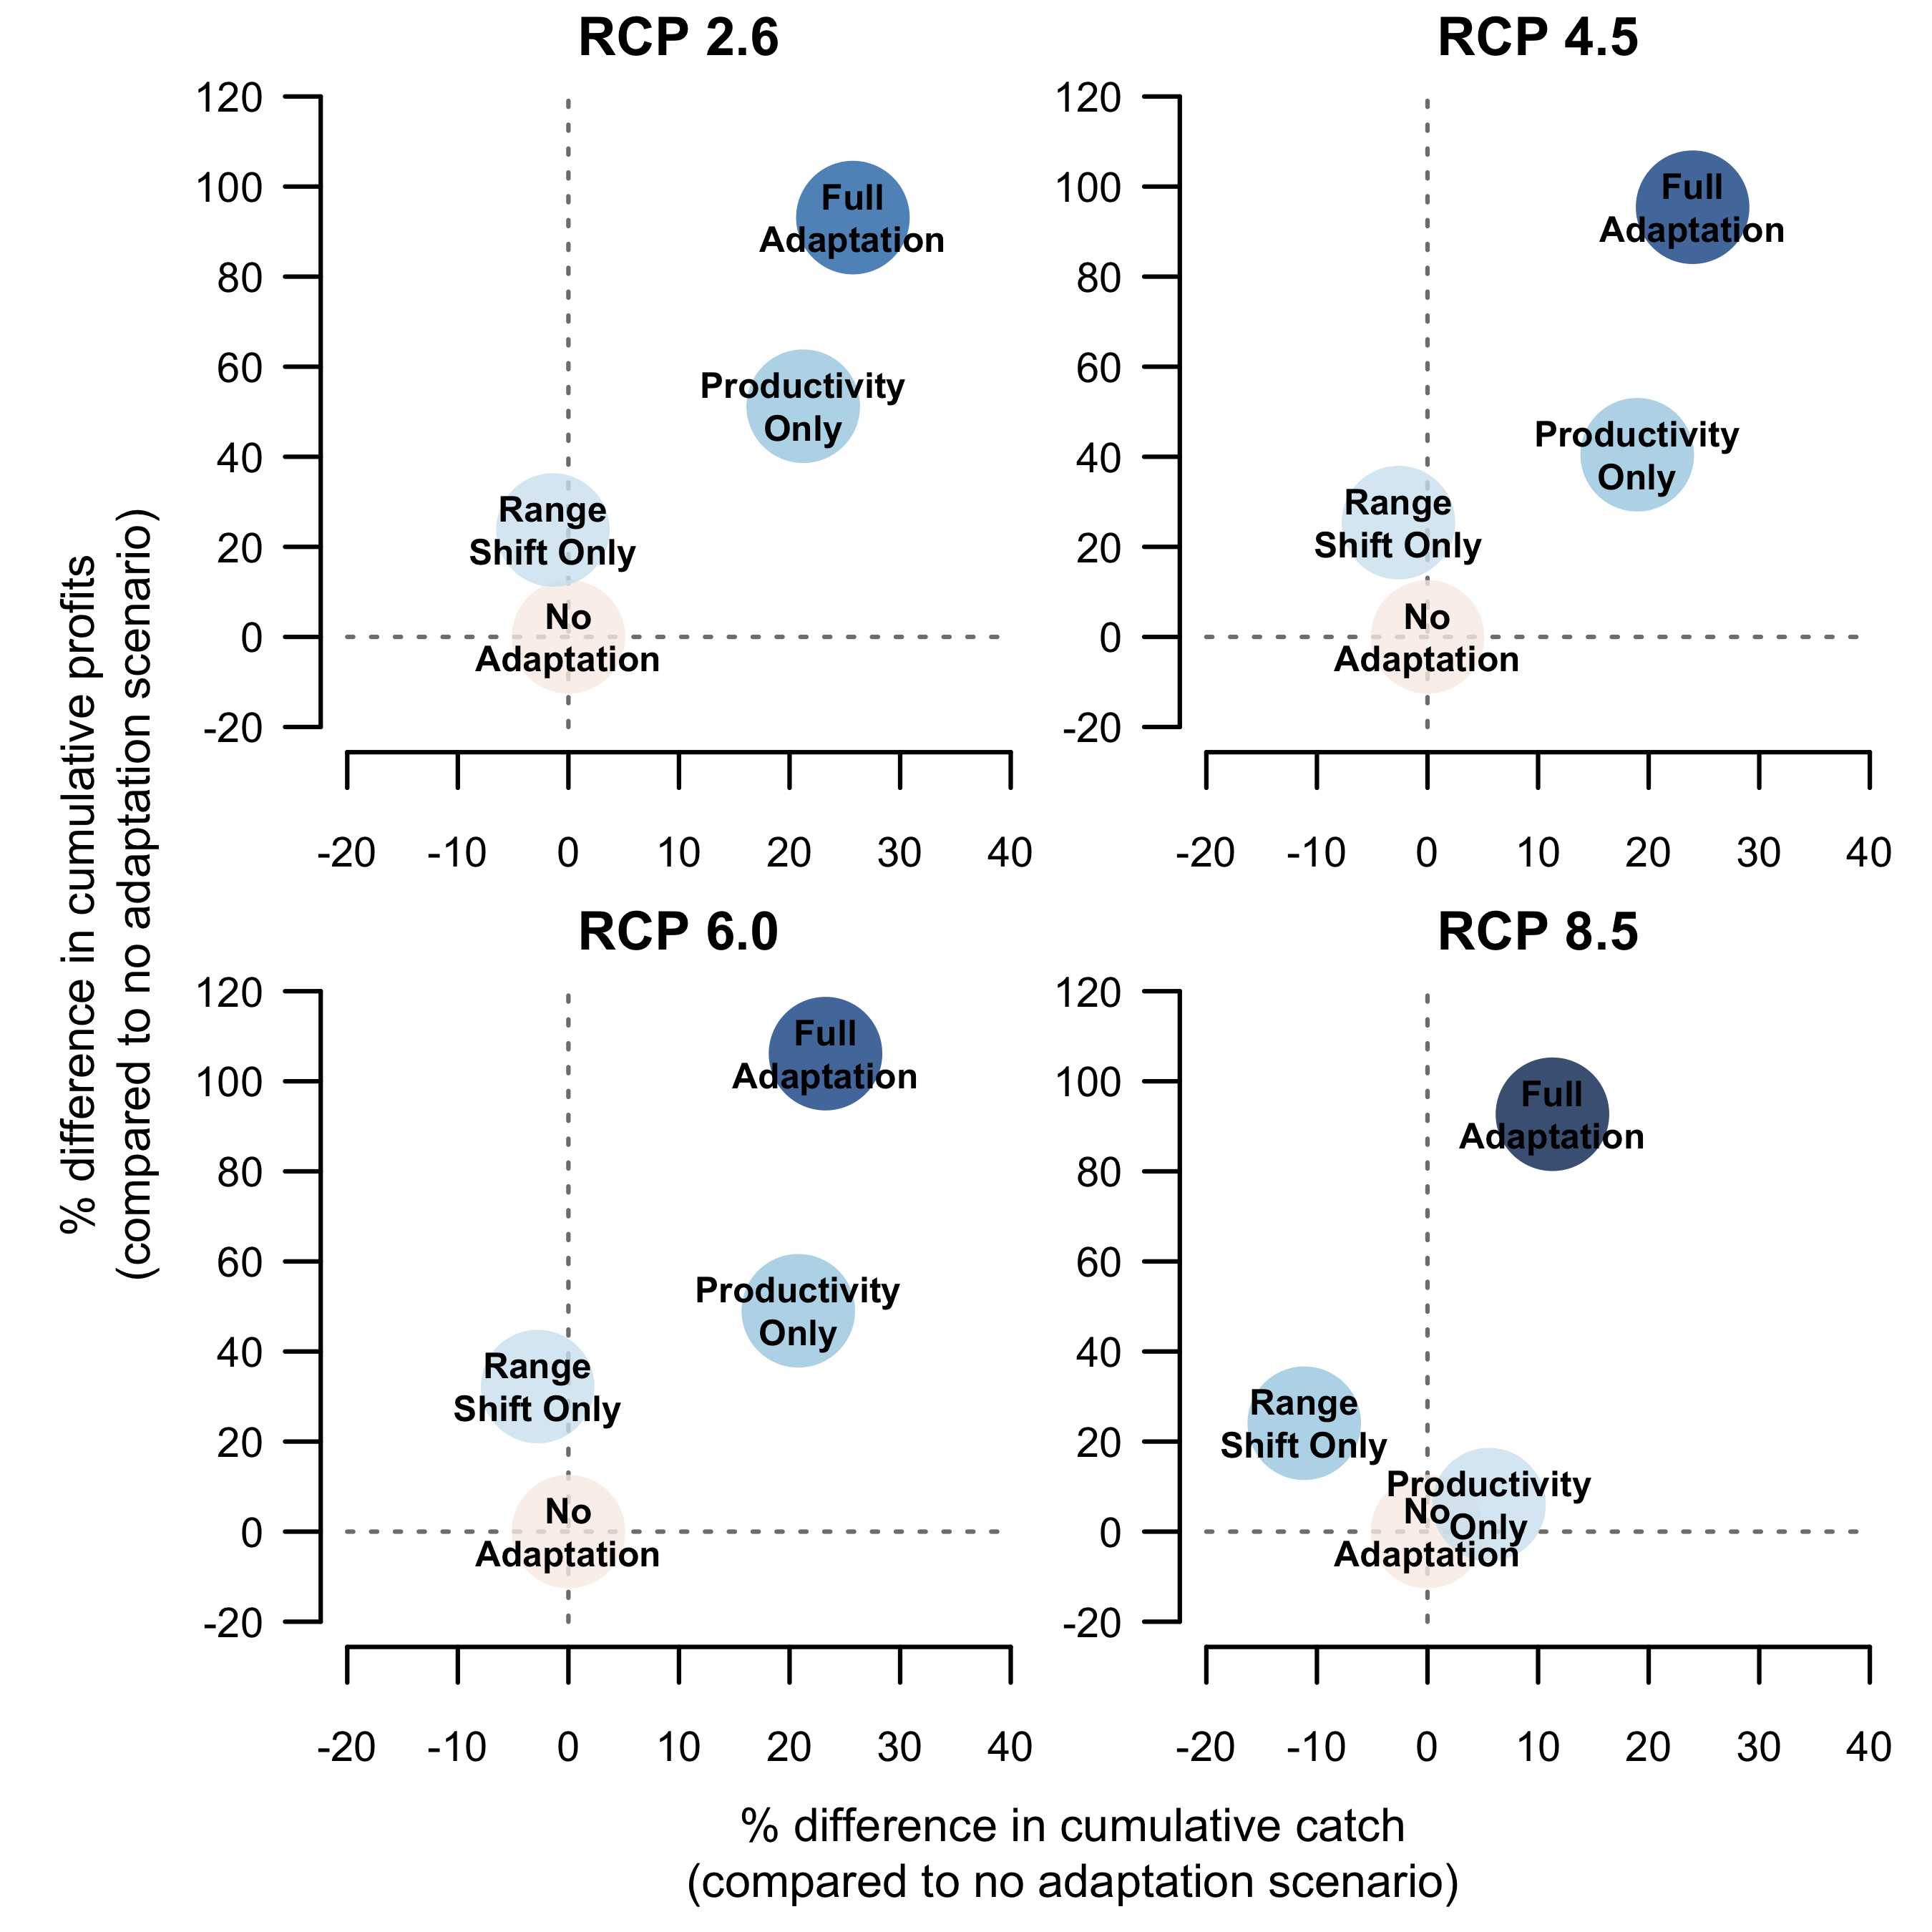 RCP 2.6
120
100
80
60
40
20
0
-20
Full
Adaptation
Productivity
Only
Range
Shift Only
No
Adaptation
-20 -10 0 10 20 30 40
RCP 4.5
120
100
80
60
40
20
0
-20
Full
Adaptation
Productivity
Only
Range
Shift Only
No
Adaptation
-20 -10 0 10 20 30 40
RCP 6.0
120
100
80
60
40
20
0
-20
Full
Adaptation
Productivity
Only
Range
Shift Only
No
Adaptation
-20 -10 0 10 20 30 40
RCP 8.5
120
100
80
60
40
20
0
-20
Full
Adaptation
Range
Shift Only
Productivity
Only
No
Adaptation
-20 -10 0 10 20 30 40
% difference in cumulative profits
(compared to no adaptation scenario)
% difference in cumulative catch
(compared to no adaptation scenario)